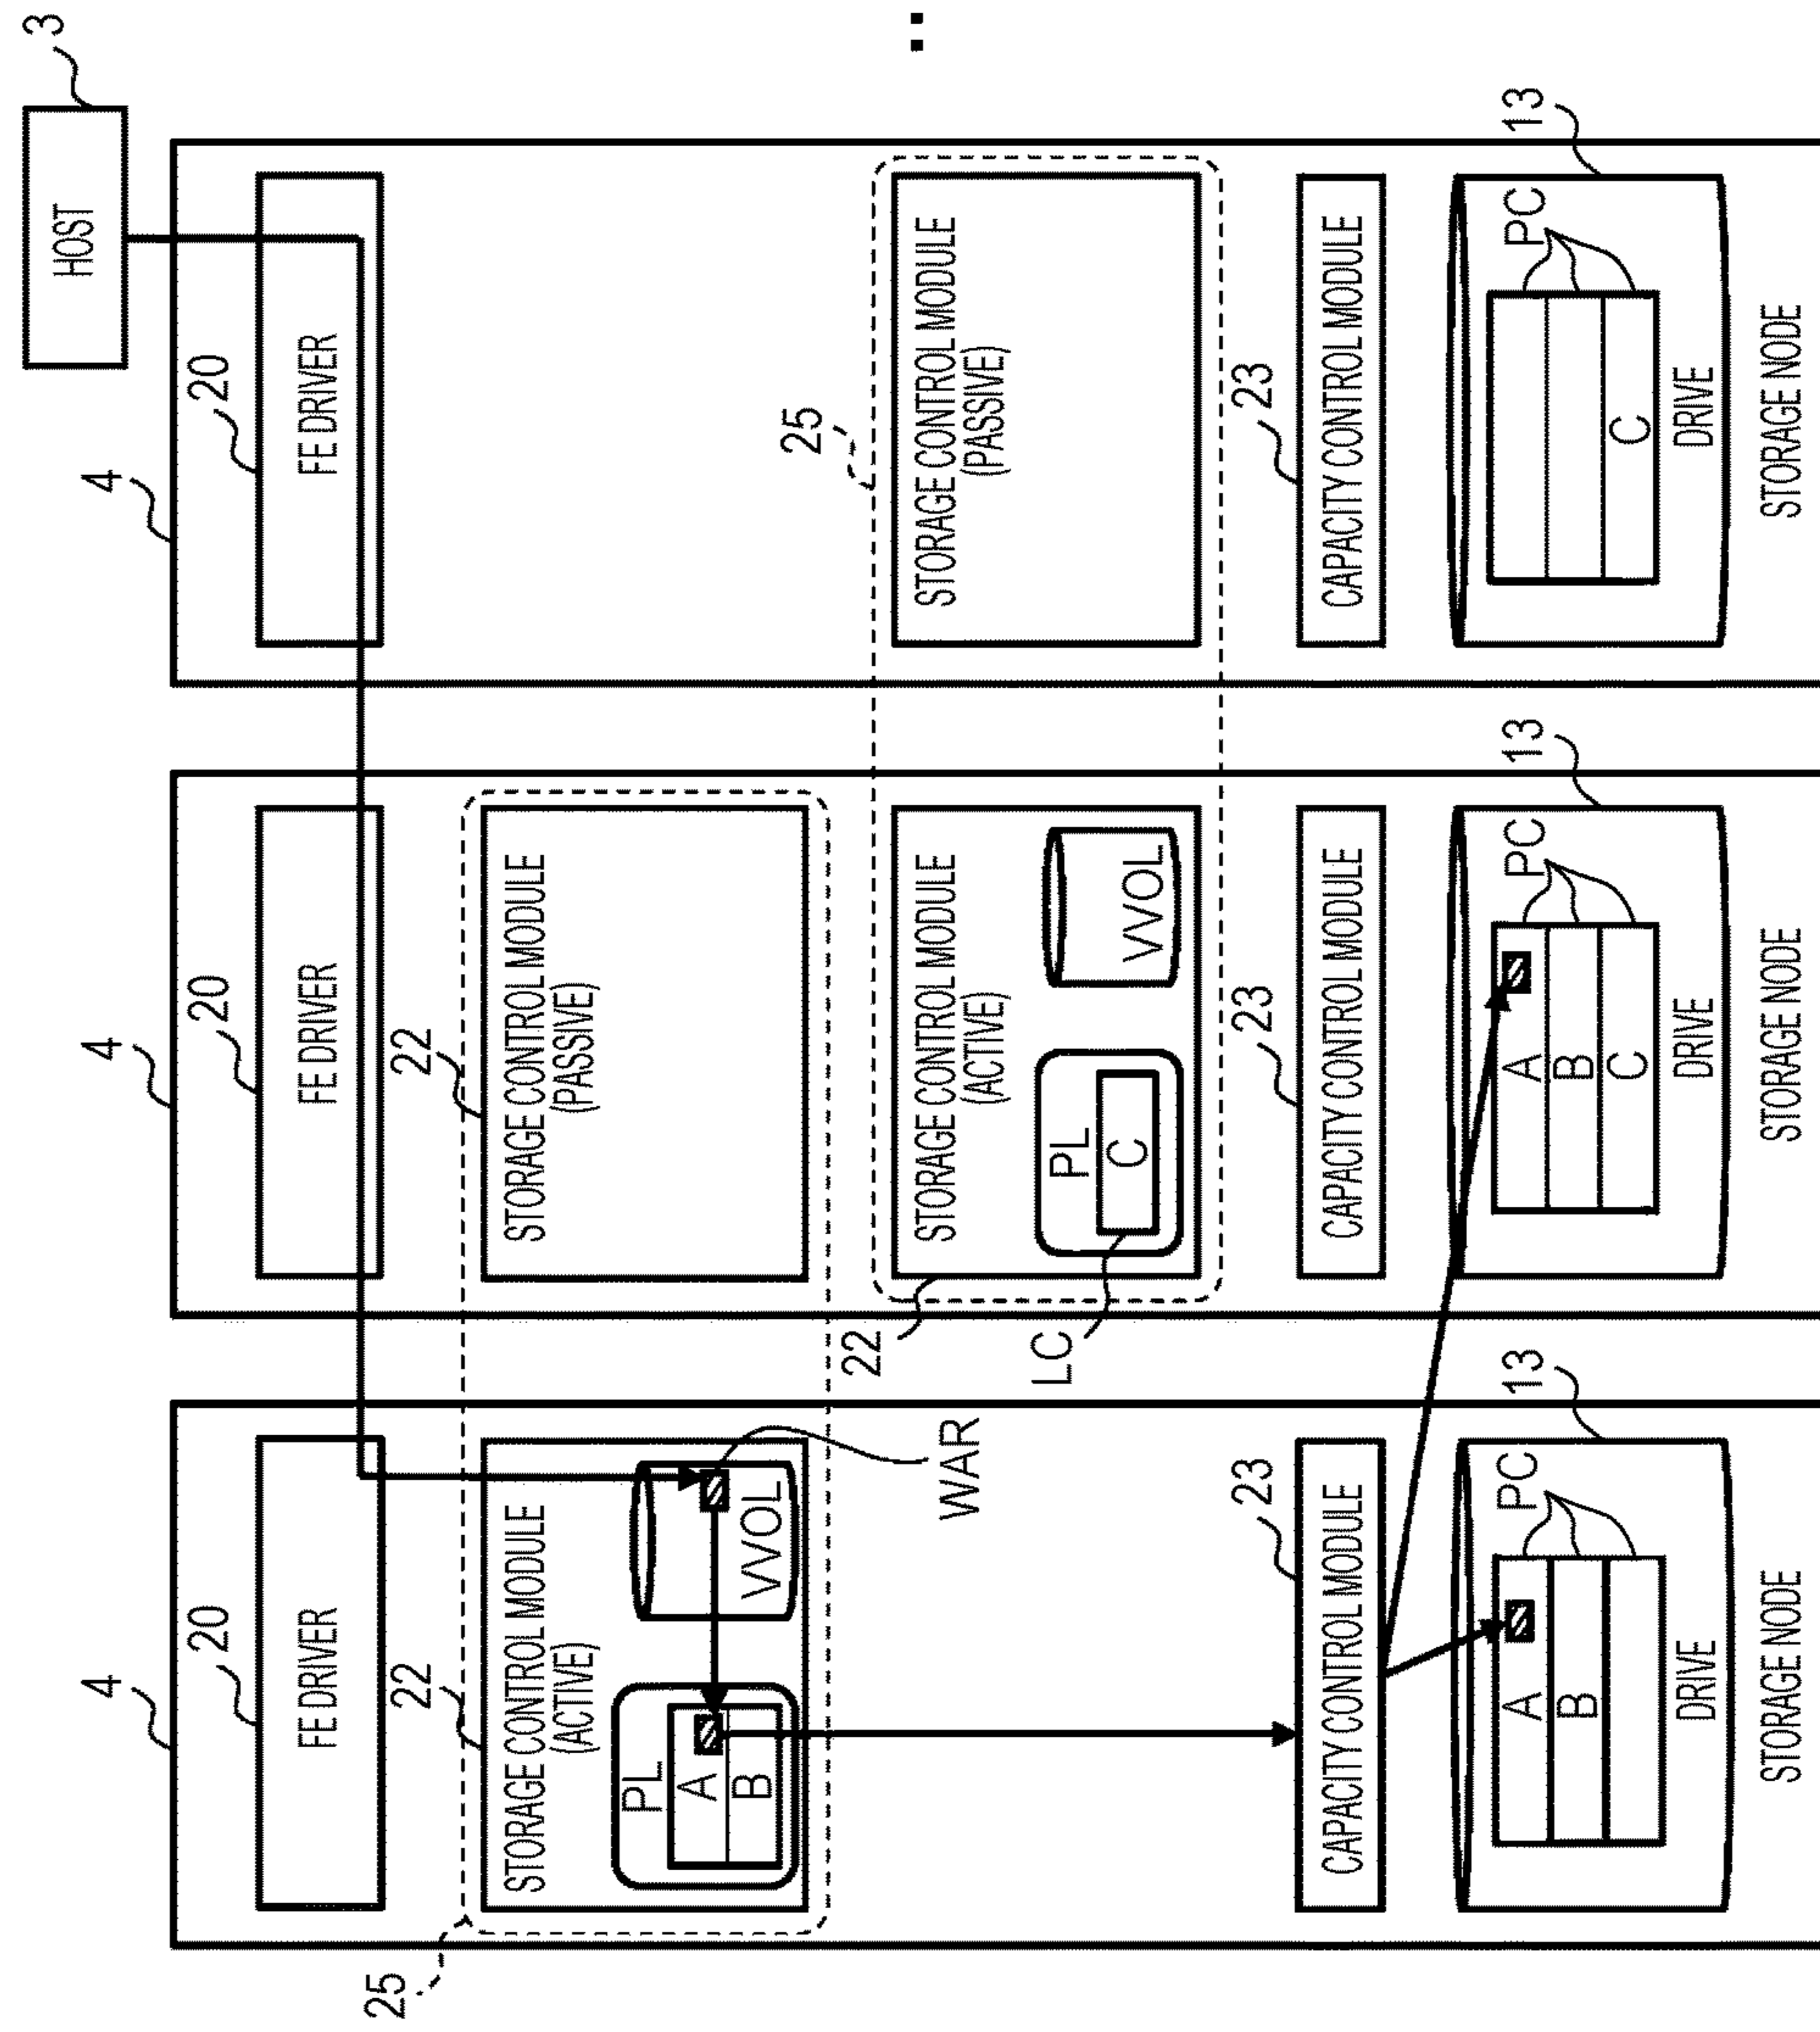 3
HOST
4
4
4
20
20
20
FE DRIVER
FE DRIVER
FE DRIVER
25
22
22
STORAGE CONTROL MODULE
(ACTIVE)
STORAGE CONTROL MODULE
(PASSIVE)
PL
A
B
VVOL
25
22
WAR
STORAGE CONTROL MODULE
(ACTIVE)
STORAGE CONTROL MODULE
(PASSIVE)
LC
PL
C
VVOL
23
23
23
CAPACITY CONTROL MODULE
CAPACITY CONTROL MODULE
CAPACITY CONTROL MODULE
13
13
13
PC
A
B
PC
A
B
C
PC
C
DRIVE
DRIVE
DRIVE
STORAGE NODE
STORAGE NODE
STORAGE NODE